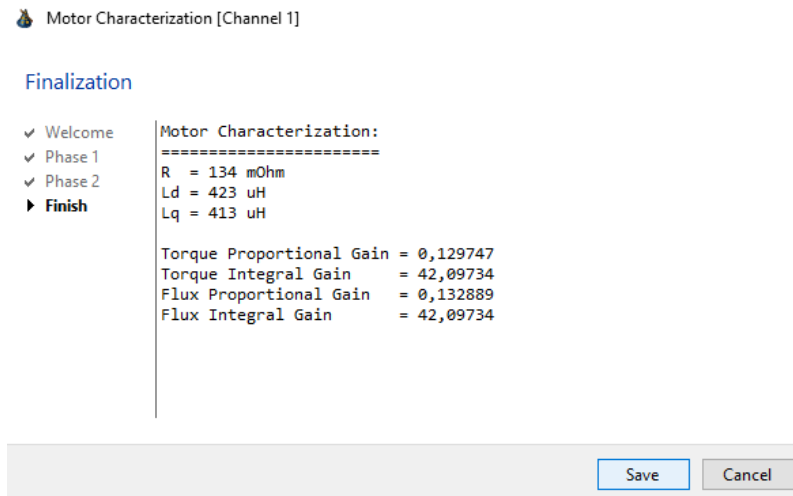 Motor Characterization [Channel 1]
Finalization
Welcome
Phase 1
Phase 2
Finish
Motor Characterization:
=======================
R  = 134 mOhm
Ld = 423 uH
Lq = 413 uH
Torque Proportional Gain = 0,129747
Torque Integral Gain     = 42,09734
Flux Proportional Gain   = 0,132889
Flux Integral Gain       = 42,09734
Save
Cancel